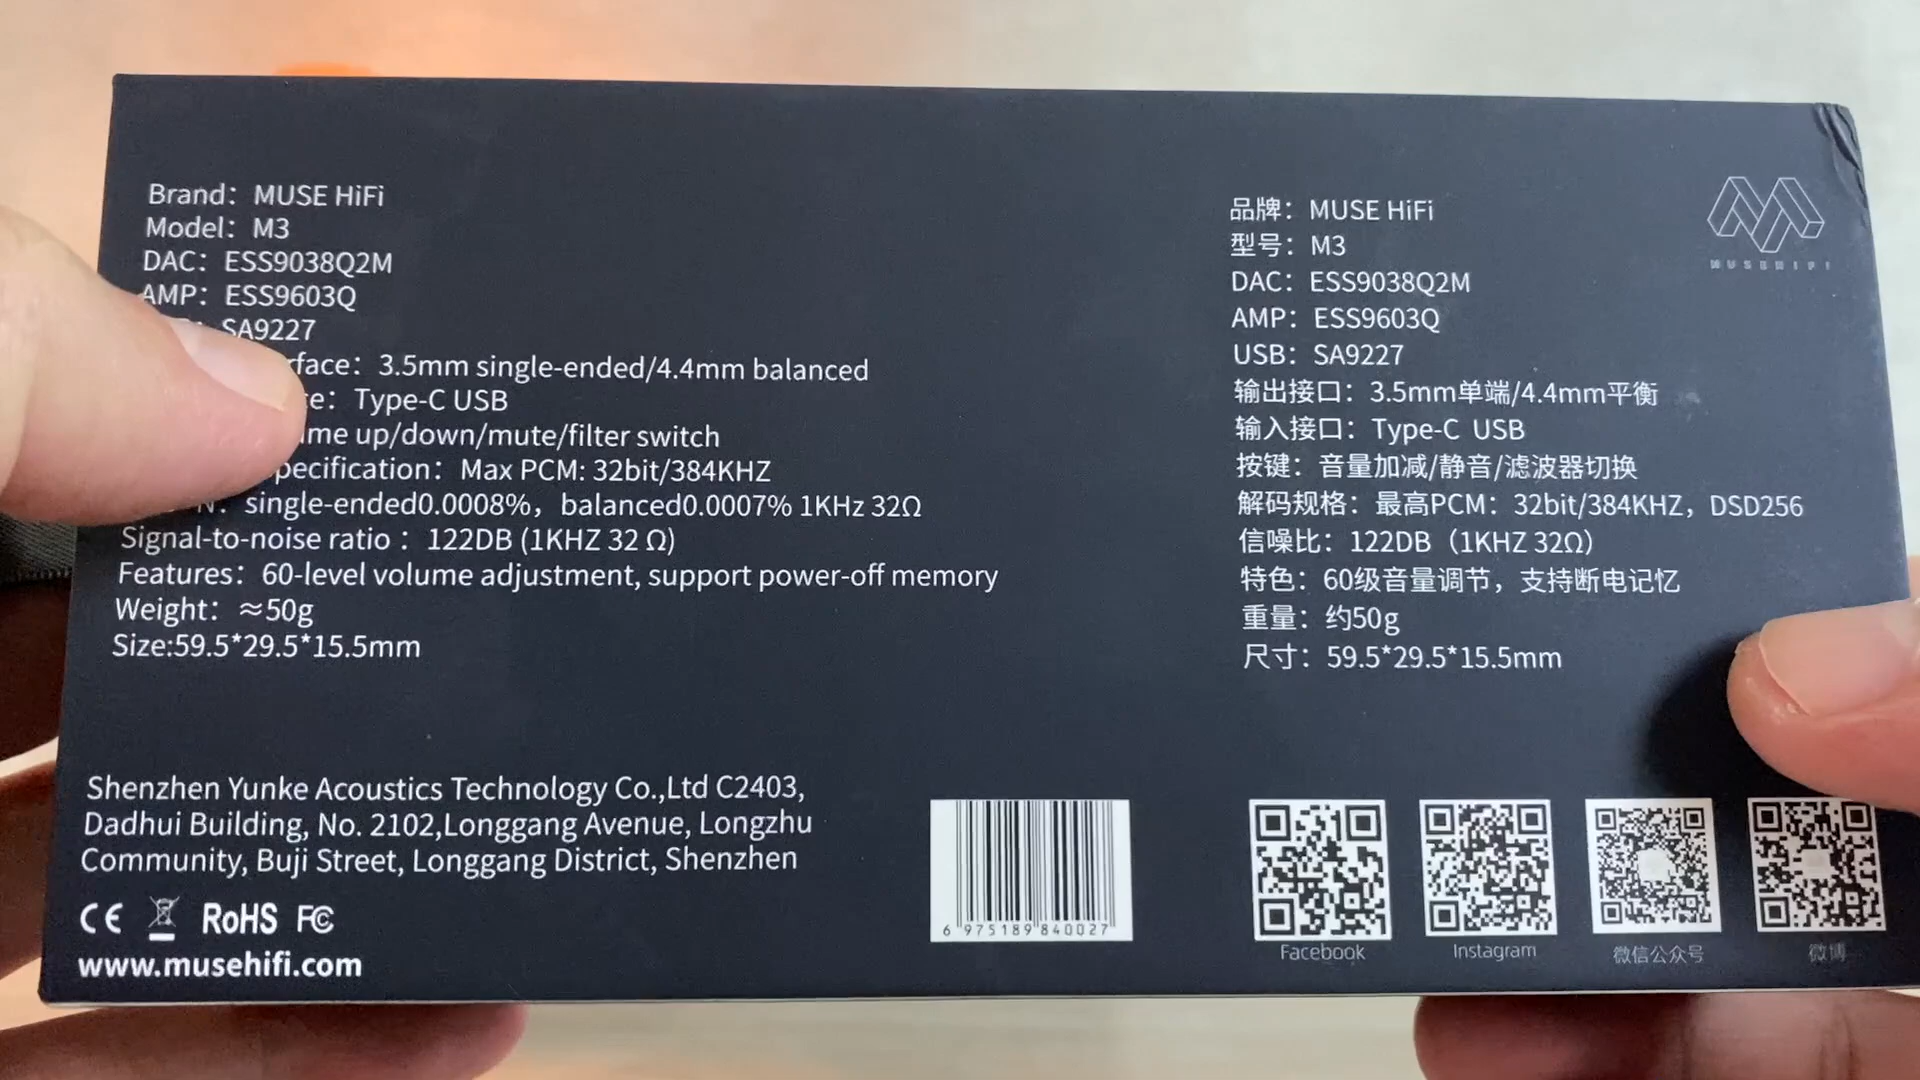 Brand：MUSE HiFi
Model：M3
DAC：ESS9038Q2M
AMP：ESS9603Q
SA9227
3.5mm single-ended/4.4mm balanced
Type-C USB
up/down/mute/filter switch
Max PCM: 32bit/384KHZ
single-ended0.0008%，balanced0.0007% 1KHz 32Ω
Signal-to-noise ratio：122DB (1KHZ 32 Ω)
Features：60-level volume adjustment, support power-off memory
Weight：≈50g
Size:59.5*29.5*15.5mm
Shenzhen Yunke Acoustics Technology Co.,Ltd C2403,
Dadhui Building, No. 2102,Longgang Avenue, Longzhu
Community, Buji Street, Longgang District, Shenzhen
CE RoHS FC
www.musehifi.com
6 975189 840027
MUSEHIFI
品牌：MUSE HiFi
型号：M3
DAC：ESS9038Q2M
AMP：ESS9603Q
USB：SA9227
输出接口：3.5mm单端/4.4mm平衡
输入接口：Type-C USB
按键：音量加减/静音/滤波器切换
解码规格：最高PCM：32bit/384KHZ，DSD256
信噪比：122DB（1KHZ 32Ω）
特色：60级音量调节，支持断电记忆
重量：约50g
尺寸：59.5*29.5*15.5mm
Facebook
Instagram
微信公众号
微博